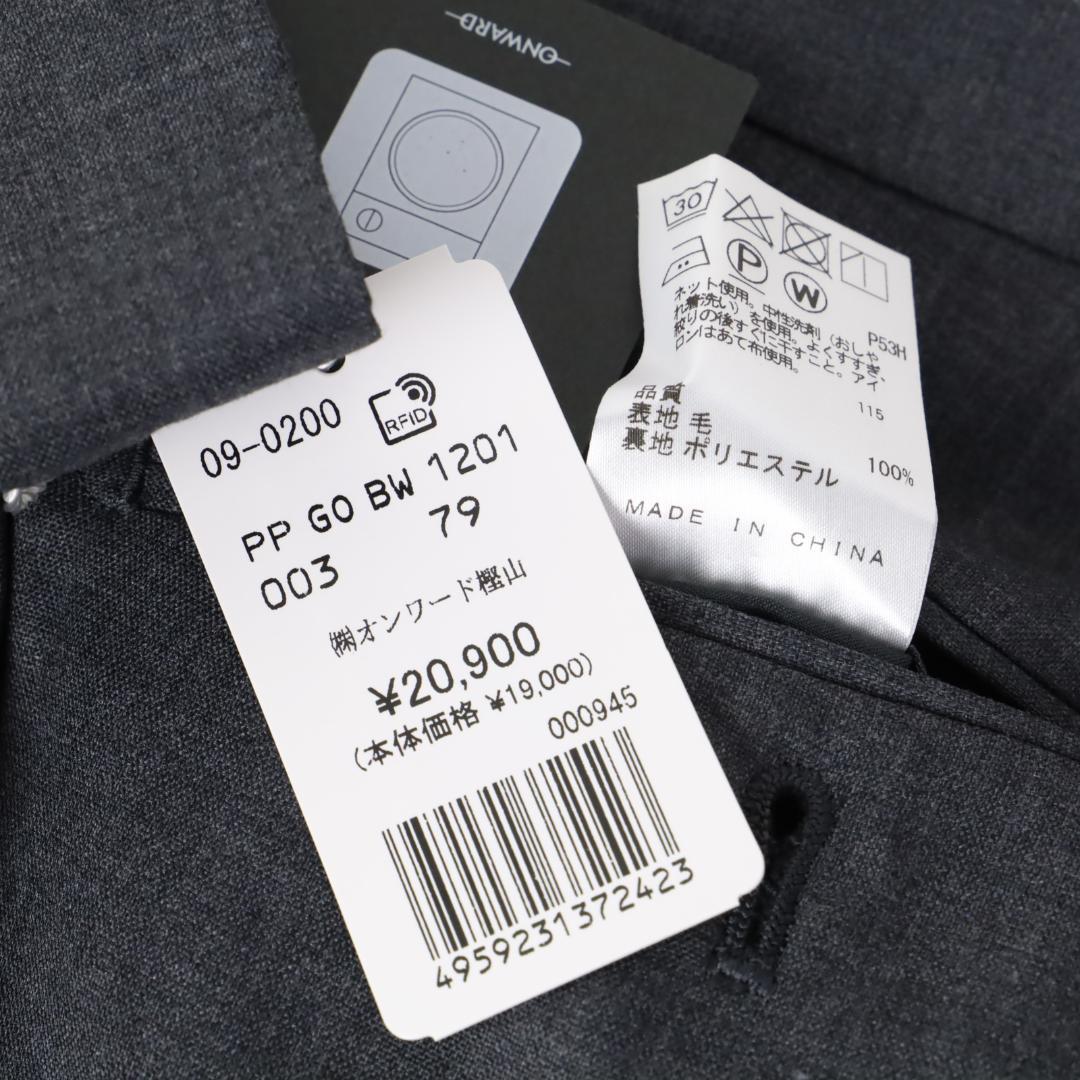 ONWARD
09-0200
RFID
PP GO BW 1201
003 79
㈱オンワード樫山
¥20,900
(本体価格 ¥19,000)
000945
4959231372423
30
P W
ネット使用。中性洗剤(おしゃ
れ着洗い)を使用。よくすすぎ、
絞りの後すぐに干すこと。アイ
ロンはあて布使用。
P53H
115
品質
表地 毛 100%
裏地 ポリエステル
MADE IN CHINA